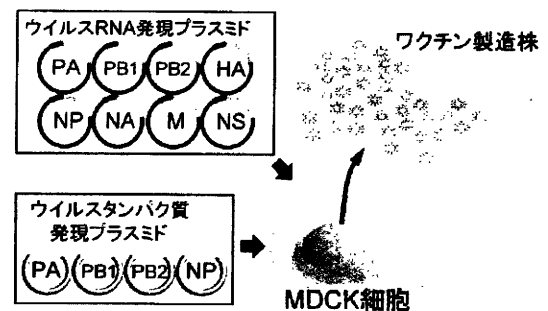 ウイルスRNA発現プラスミド
PA PB1 PB2 HA
NP NA M NS
ワクチン製造株
ウイルスタンパク質
発現プラスミド
PA PB1 PB2 NP
MDCK細胞